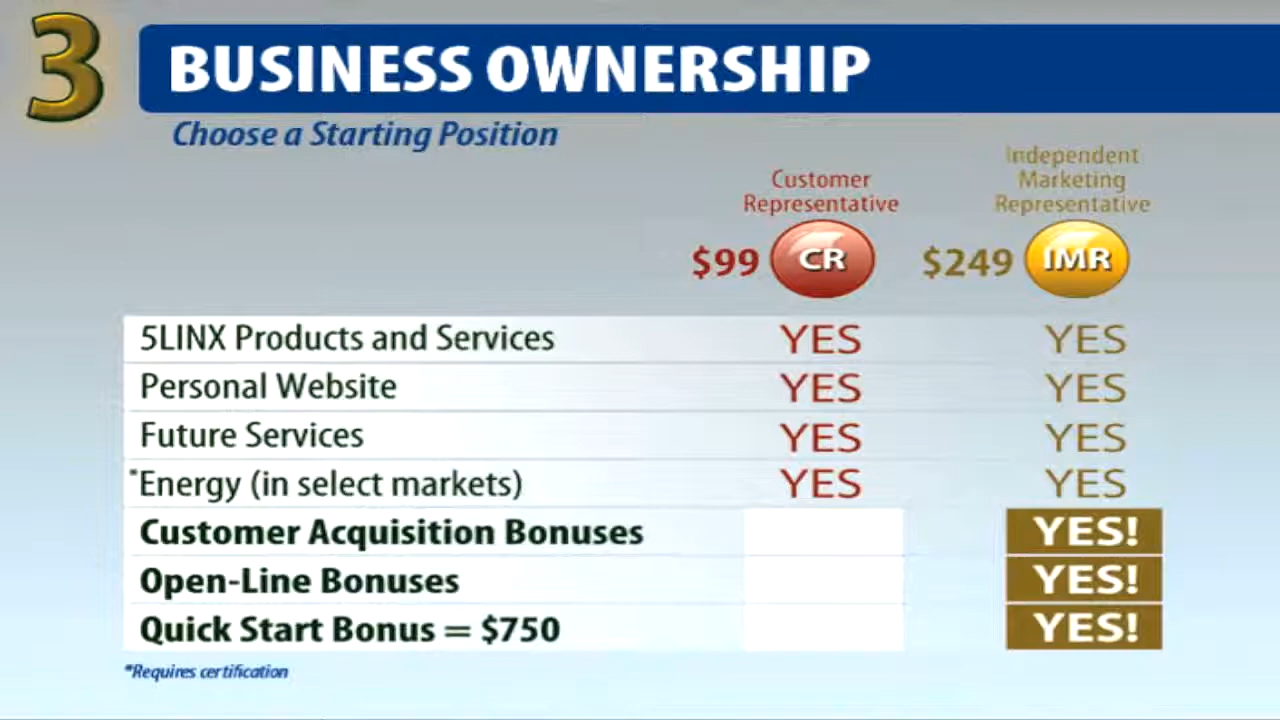 3 BUSINESS OWNERSHIP
Choose a Starting Position
Customer
Representative
Independent
Marketing
Representative
$99 CR
$249 IMR
5LINX Products and Services YES YES
Personal Website YES YES
Future Services YES YES
*Energy (in select markets) YES YES
Customer Acquisition Bonuses YES!
Open-Line Bonuses YES!
Quick Start Bonus = $750 YES!
*Requires certification